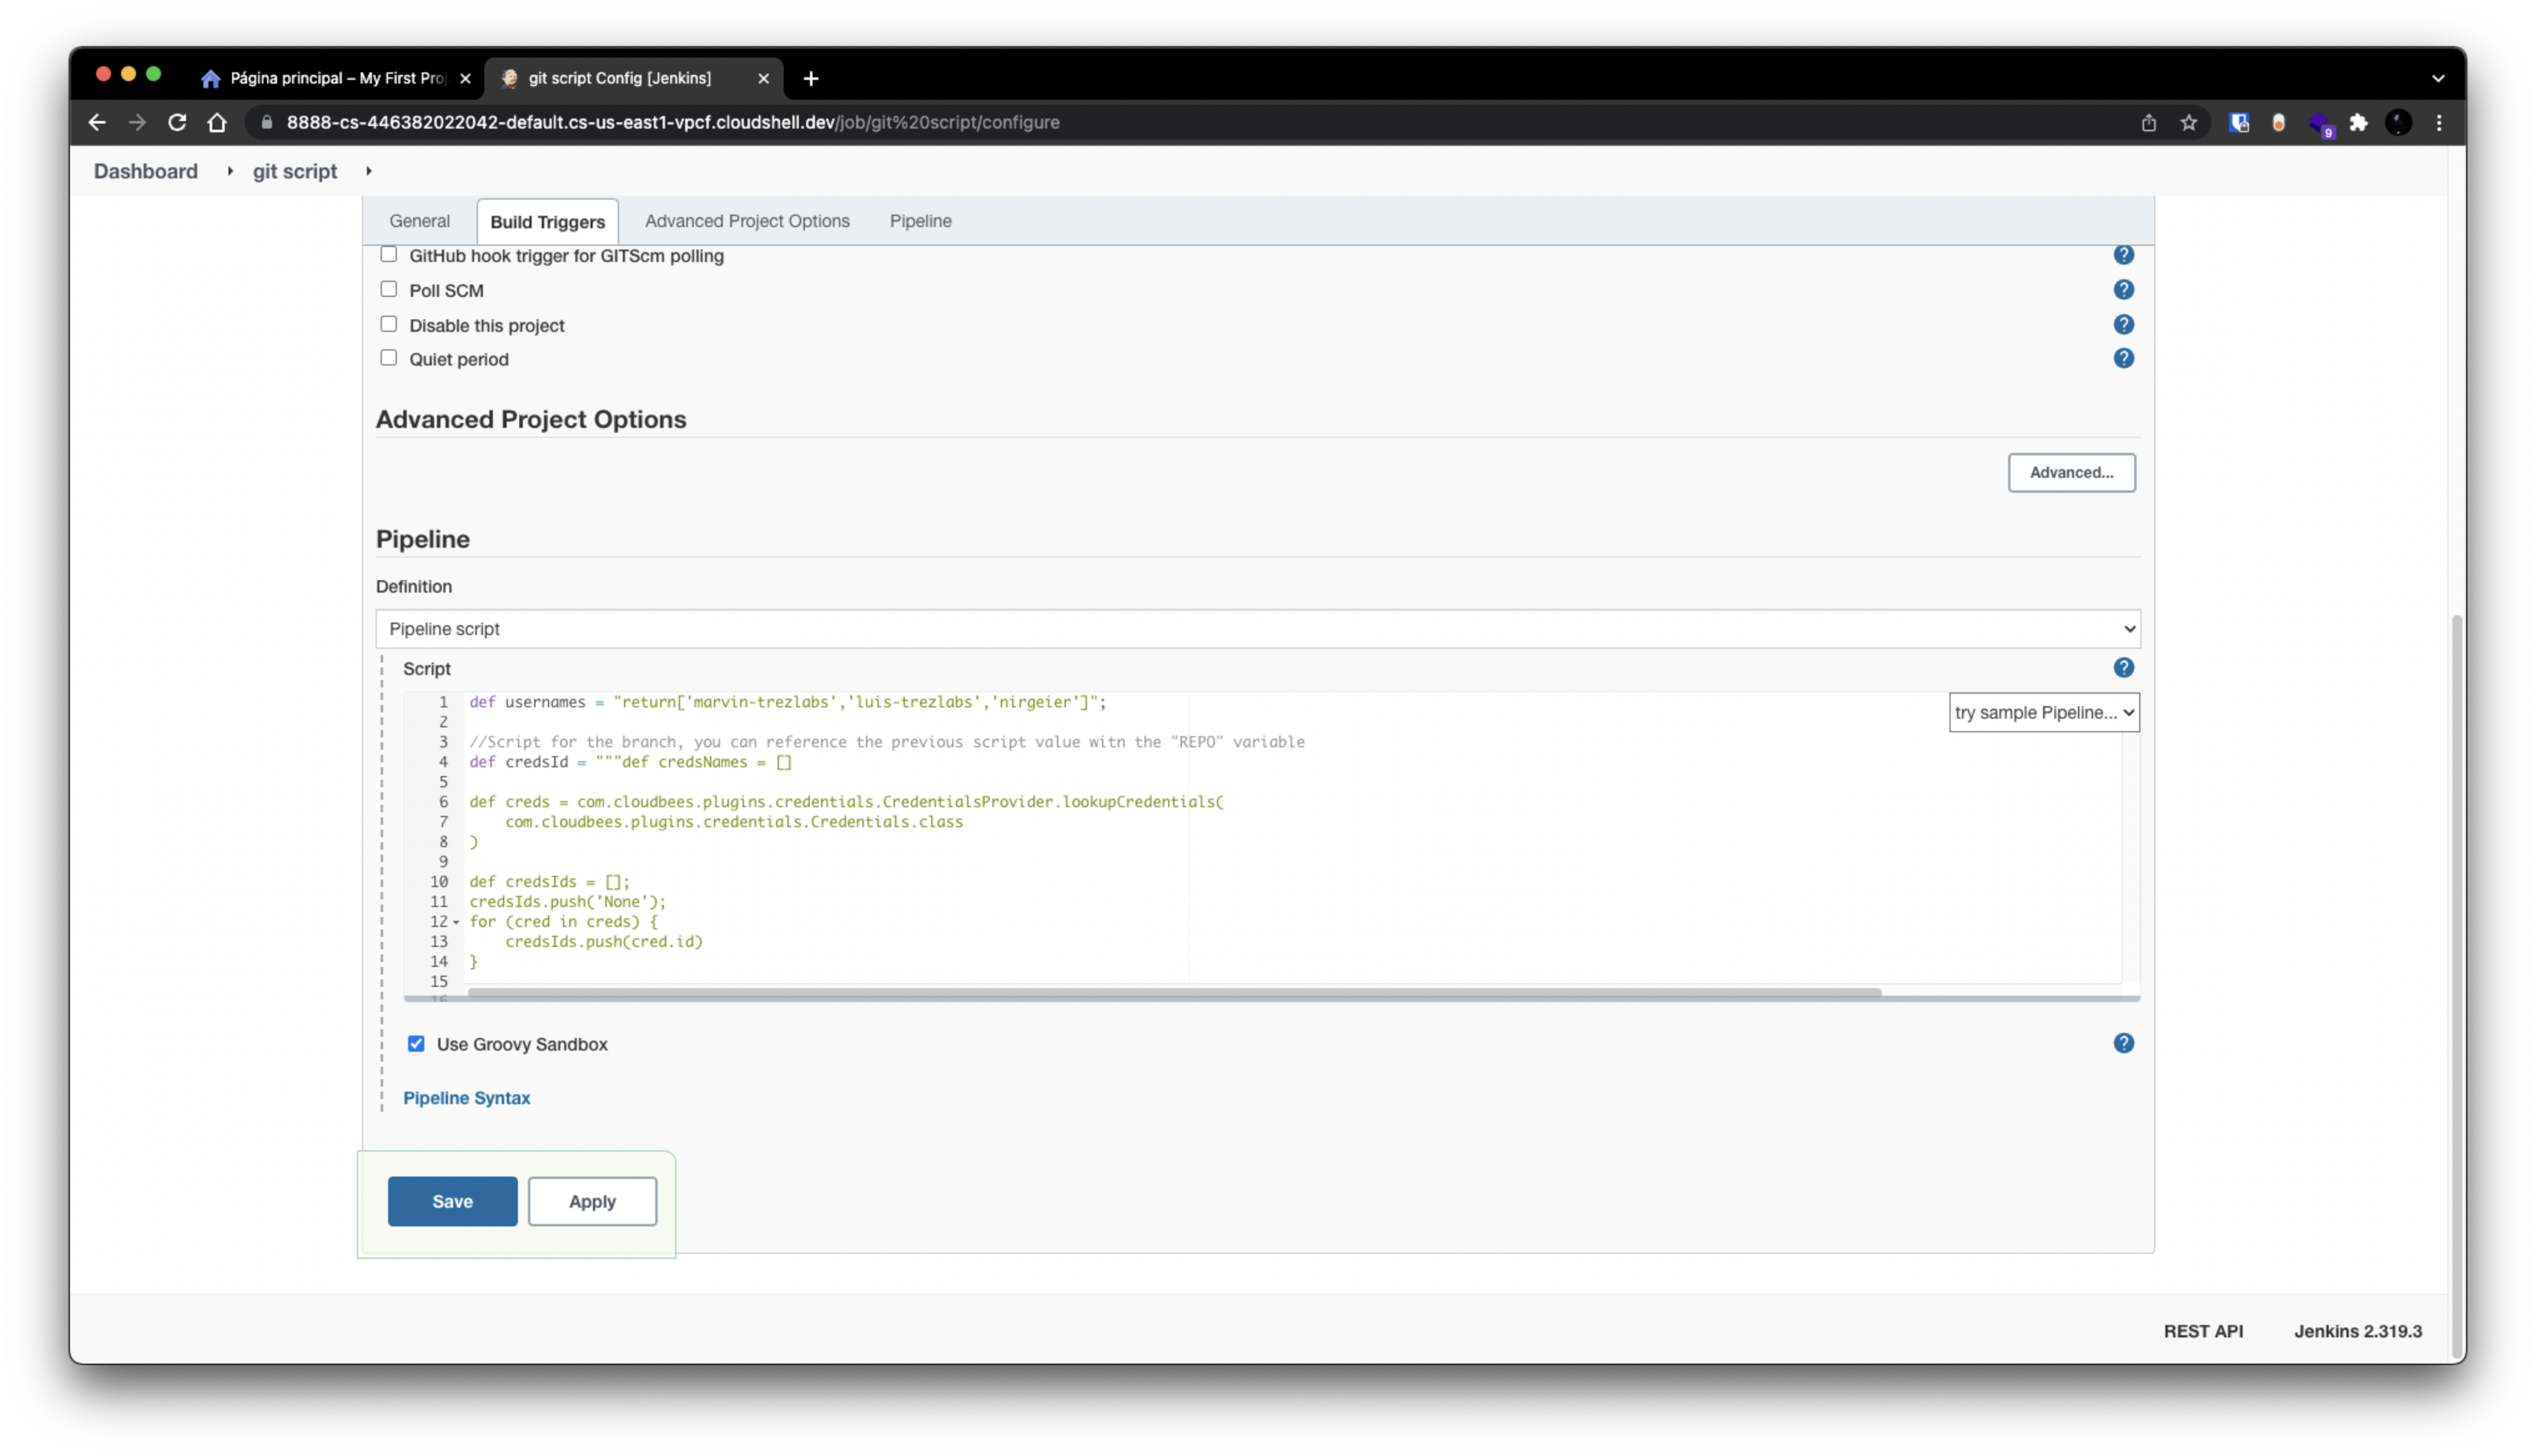 Página principal – My First Proj
git script Config [Jenkins]
8888-cs-446382022042-default.cs-us-east1-vpcf.cloudshell.dev/job/git%20script/configure
9
Dashboard
git script
General
Build Triggers
Advanced Project Options
Pipeline
GitHub hook trigger for GITScm polling
?
Poll SCM
?
Disable this project
?
Quiet period
?
Advanced Project Options
Advanced...
Pipeline
Definition
Pipeline script
Script
?
try sample Pipeline...
1 def usernames = "return['marvin-trezlabs','luis-trezlabs','nirgeier']";
2
3 //Script for the branch, you can reference the previous script value witn the "REPO" variable
4 def credsId = """def credsNames = []
5
6 def creds = com.cloudbees.plugins.credentials.CredentialsProvider.lookupCredentials(
7 com.cloudbees.plugins.credentials.Credentials.class
8 )
9
10 def credsIds = [];
11 credsIds.push('None');
12 for (cred in creds) {
13 credsIds.push(cred.id)
14 }
15
Use Groovy Sandbox
?
Pipeline Syntax
Save
Apply
REST API
Jenkins 2.319.3